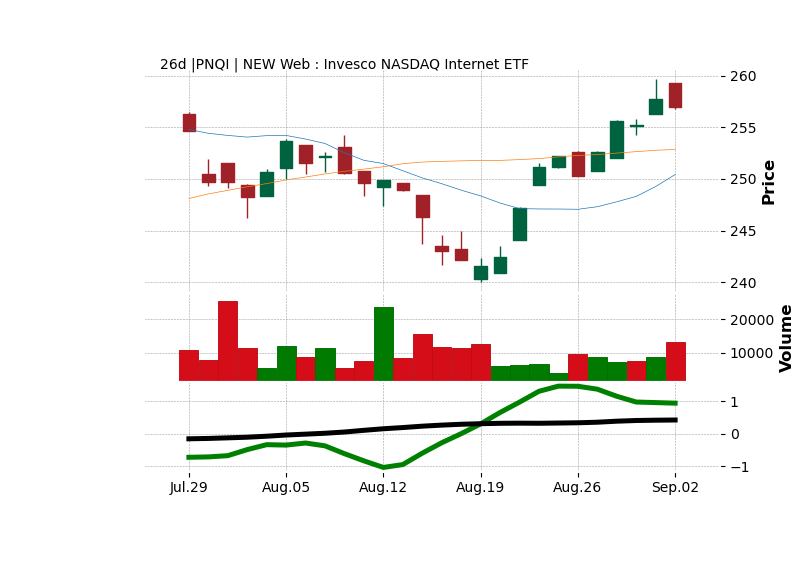 26d |PNQI | NEW Web : Invesco NASDAQ Internet ETF
260
255
250
245
240
Price
20000
10000
Volume
1
0
−1
Jul.29 Aug.05 Aug.12 Aug.19 Aug.26 Sep.02